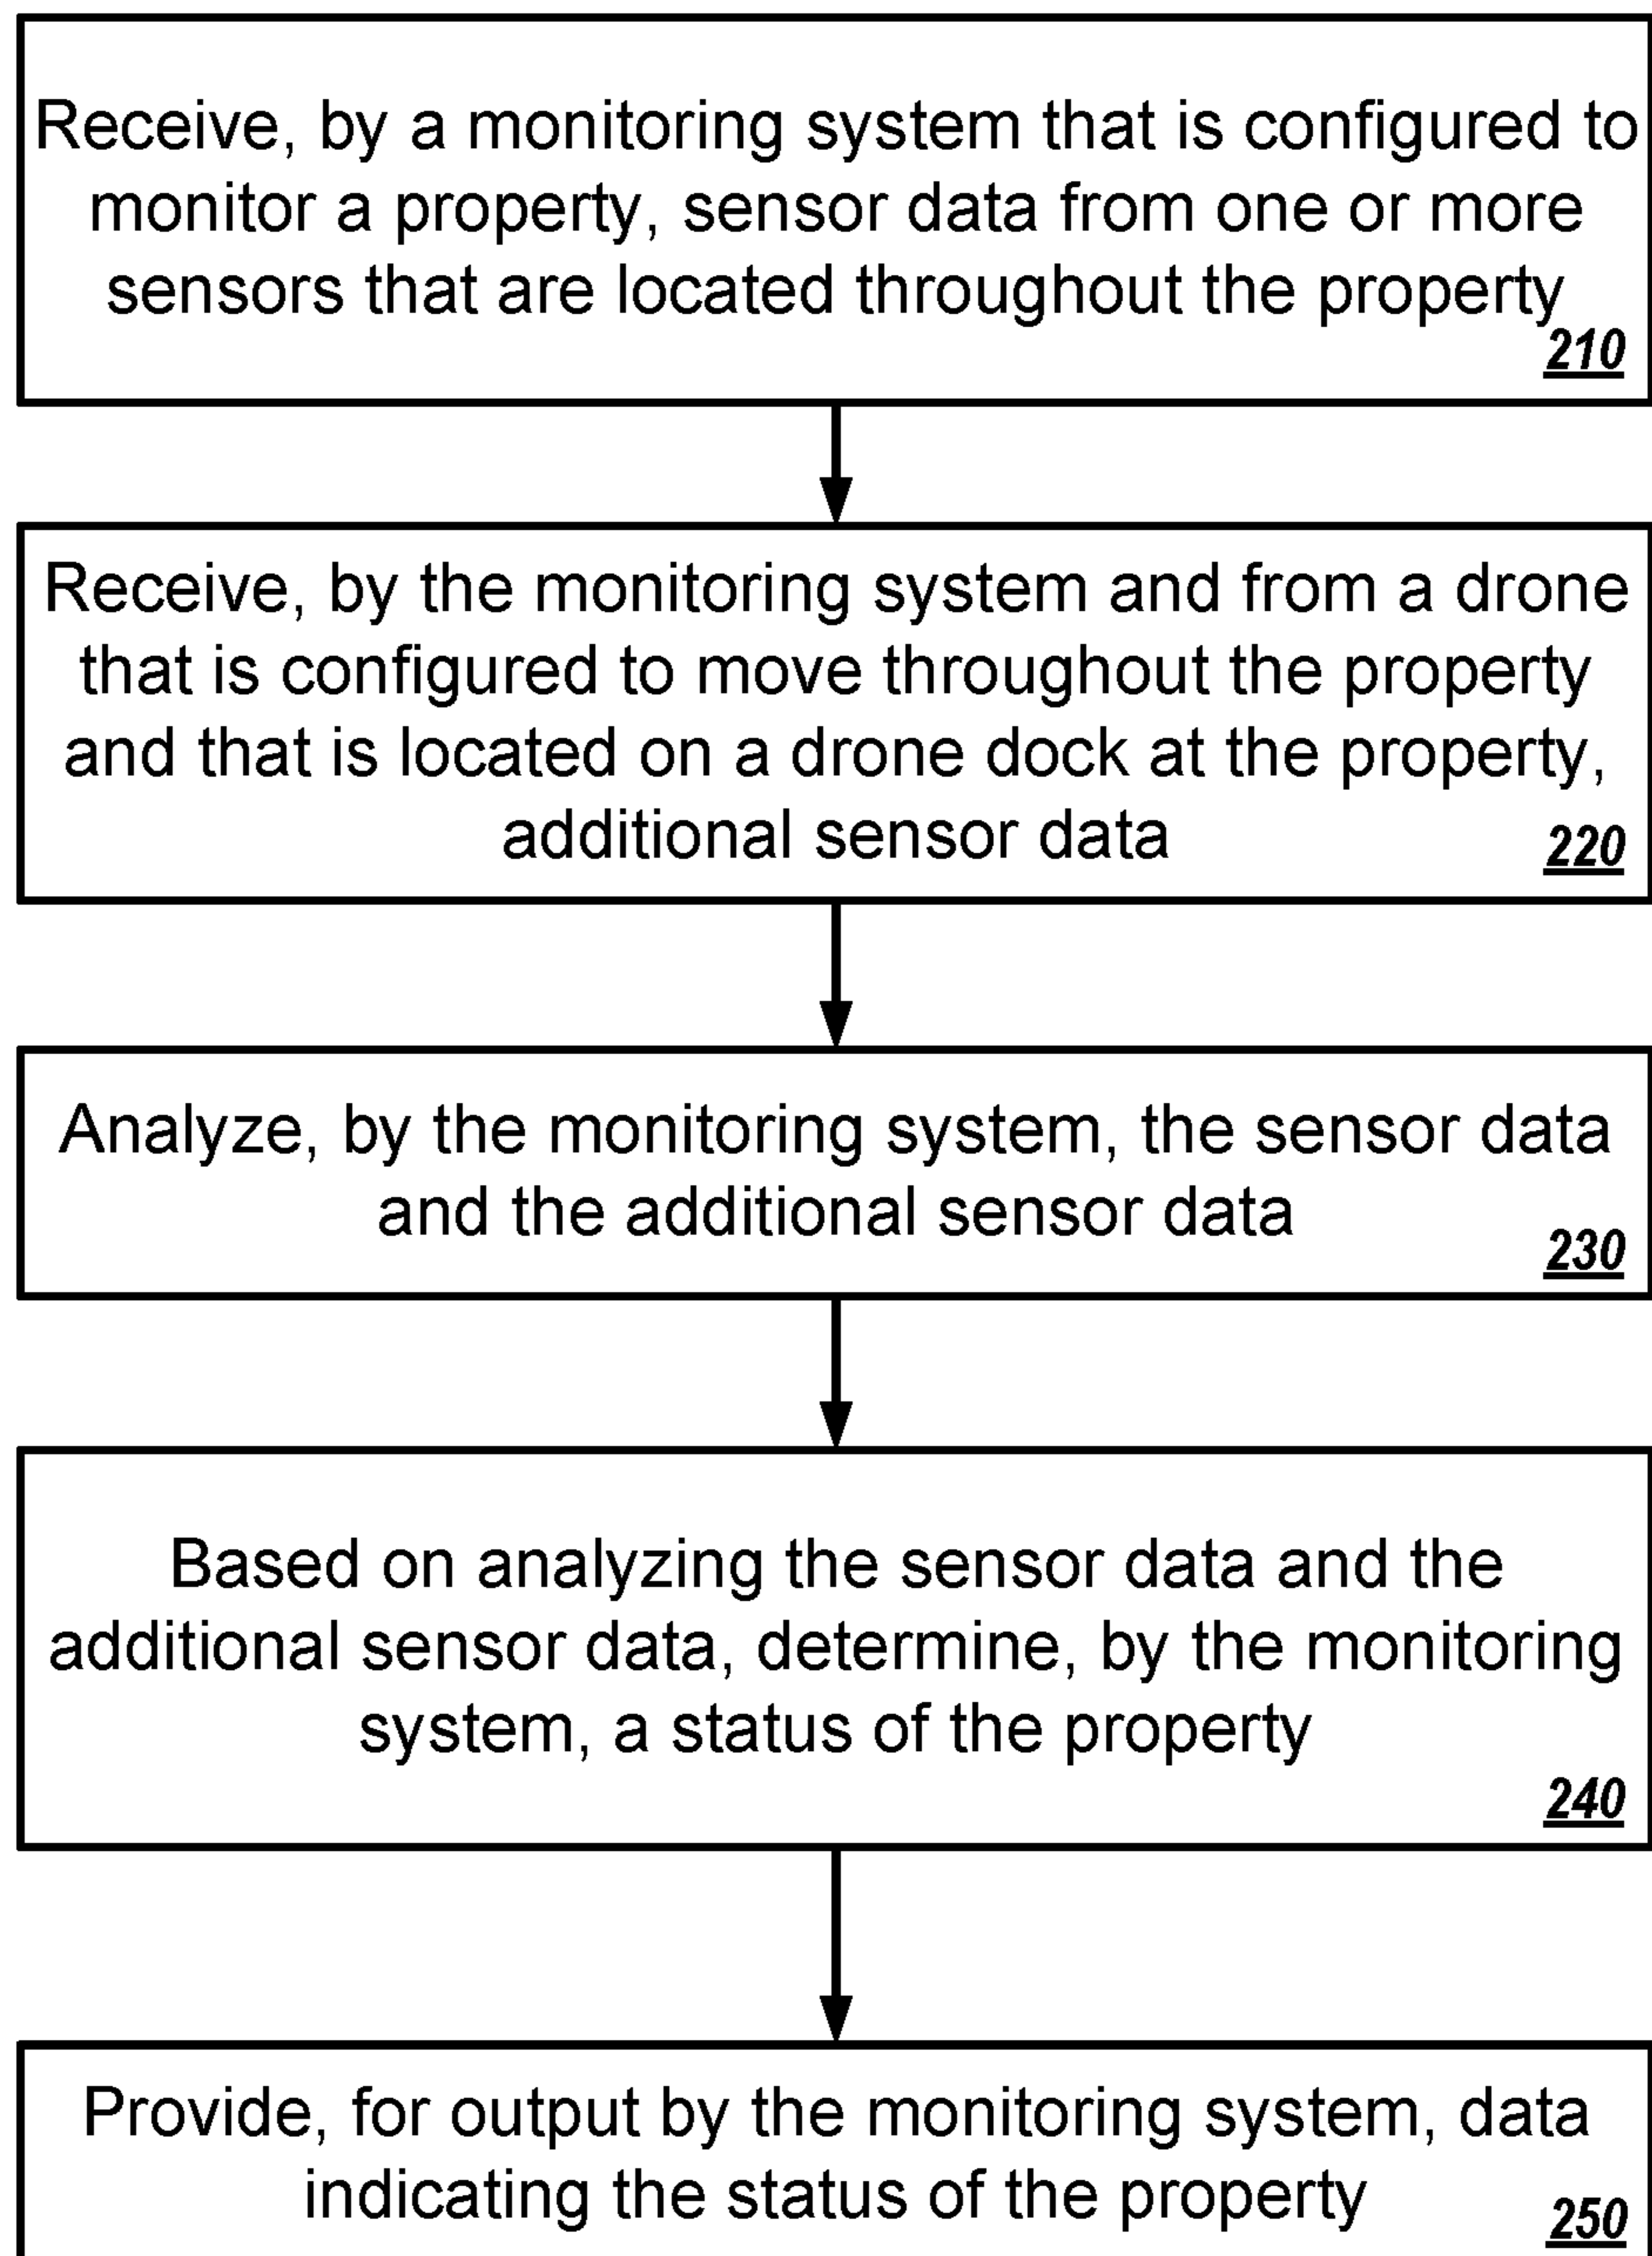 Receive, by a monitoring system that is configured to
monitor a property, sensor data from one or more
sensors that are located throughout the property
210
Receive, by the monitoring system and from a drone
that is configured to move throughout the property
and that is located on a drone dock at the property,
additional sensor data
220
Analyze, by the monitoring system, the sensor data
and the additional sensor data
230
Based on analyzing the sensor data and the
additional sensor data, determine, by the monitoring
system, a status of the property
240
Provide, for output by the monitoring system, data
indicating the status of the property
250